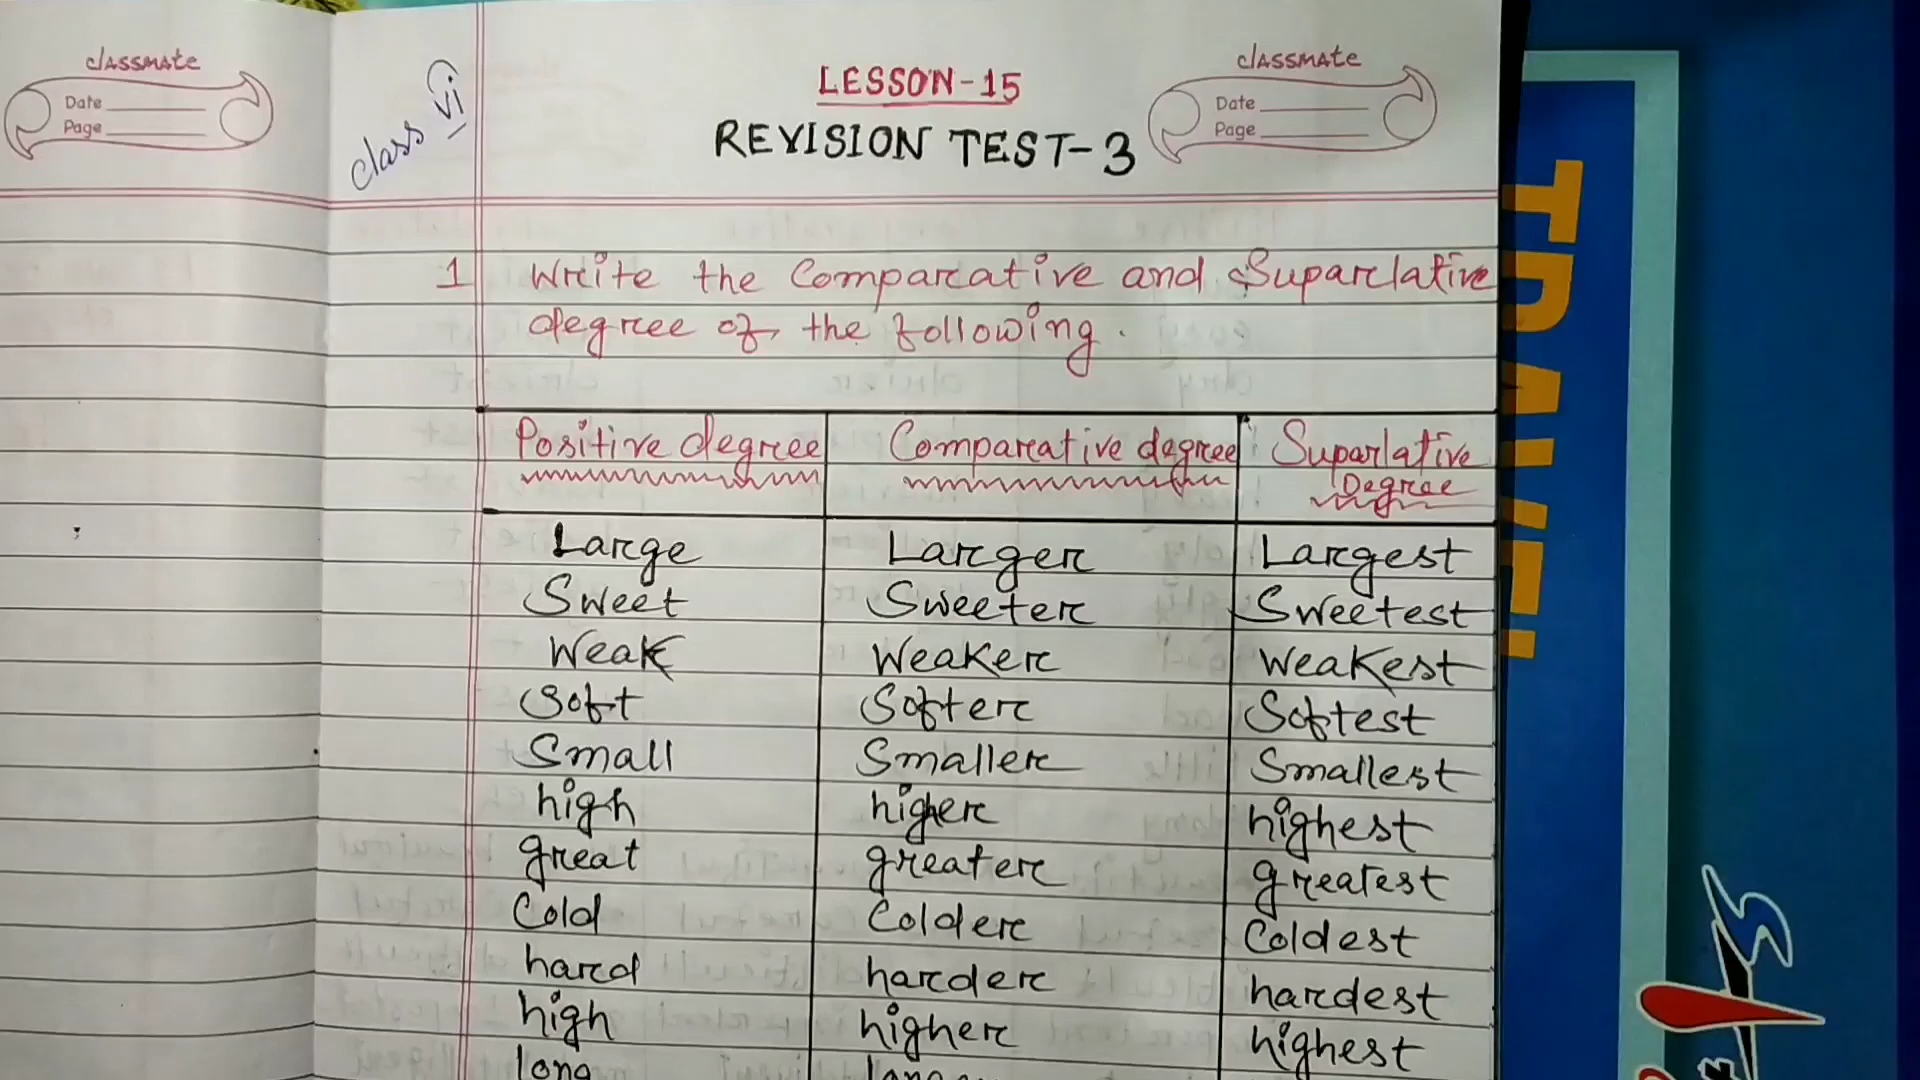 classmate
Date
Page
class vi
LESSON-15
REVISION TEST-3
classmate
Date
Page
1 Write the Comparative and Suparlative
degree of the following.
Positive degree Comparative degree Suparlative Degree
Large Larger Largest
Sweet Sweeter Sweetest
Weak Weaker Weakest
Soft Softer Softest
Small Smaller Smallest
high higher highest
great greater greatest
Cold Colder Coldest
hard harder hardest
high higher highest
long
TRAVEL